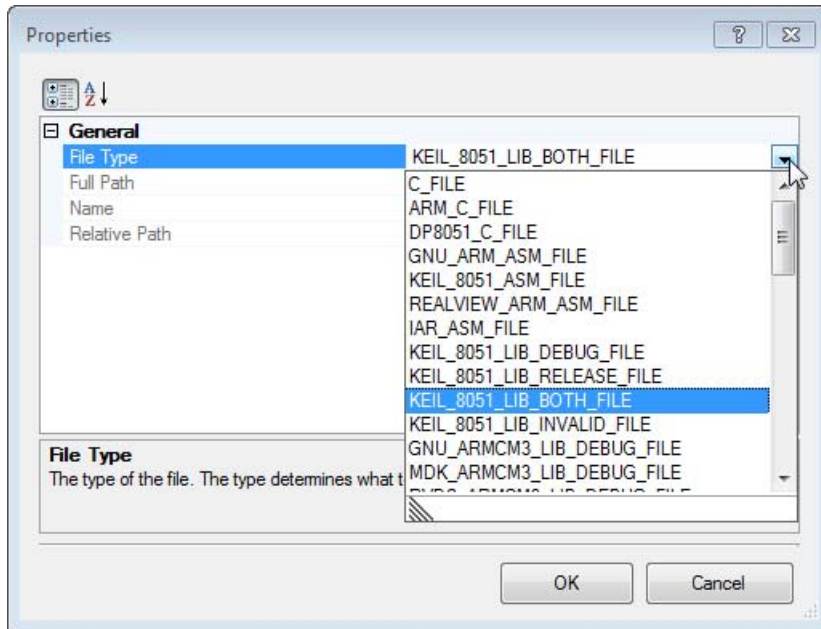 Properties
General
File Type KEIL_8051_LIB_BOTH_FILE
Full Path
Name
Relative Path
C_FILE
ARM_C_FILE
DP8051_C_FILE
GNU_ARM_ASM_FILE
KEIL_8051_ASM_FILE
REALVIEW_ARM_ASM_FILE
IAR_ASM_FILE
KEIL_8051_LIB_DEBUG_FILE
KEIL_8051_LIB_RELEASE_FILE
KEIL_8051_LIB_BOTH_FILE
KEIL_8051_LIB_INVALID_FILE
GNU_ARMCM3_LIB_DEBUG_FILE
MDK_ARMCM3_LIB_DEBUG_FILE
File Type
The type of the file. The type determines what t
OK Cancel